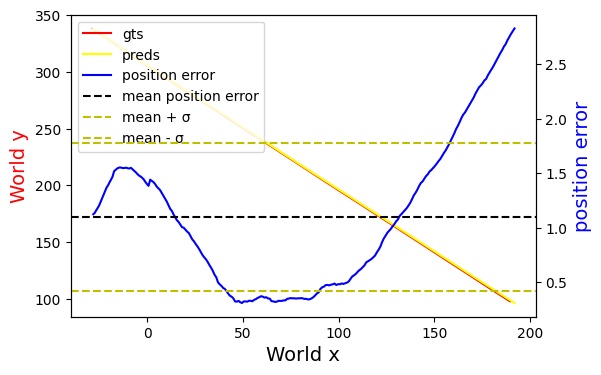 350
300
250
200
150
100
World y
gts
preds
position error
mean position error
mean + σ
mean - σ
2.5
2.0
1.5
1.0
0.5
position error
0
50
100
150
200
World x